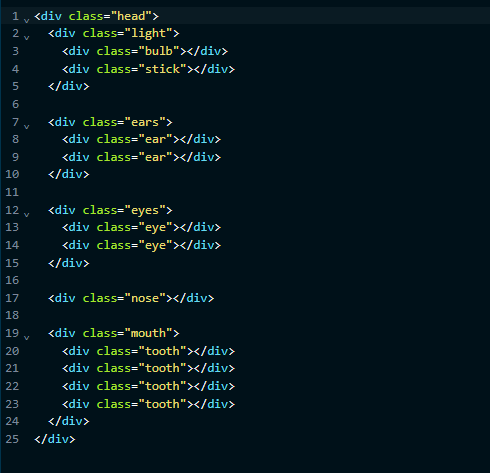 1 <div class="head">
2   <div class="light">
3     <div class="bulb"></div>
4     <div class="stick"></div>
5   </div>
6
7   <div class="ears">
8     <div class="ear"></div>
9     <div class="ear"></div>
10   </div>
11
12   <div class="eyes">
13     <div class="eye"></div>
14     <div class="eye"></div>
15   </div>
16
17   <div class="nose"></div>
18
19   <div class="mouth">
20     <div class="tooth"></div>
21     <div class="tooth"></div>
22     <div class="tooth"></div>
23     <div class="tooth"></div>
24   </div>
25 </div>